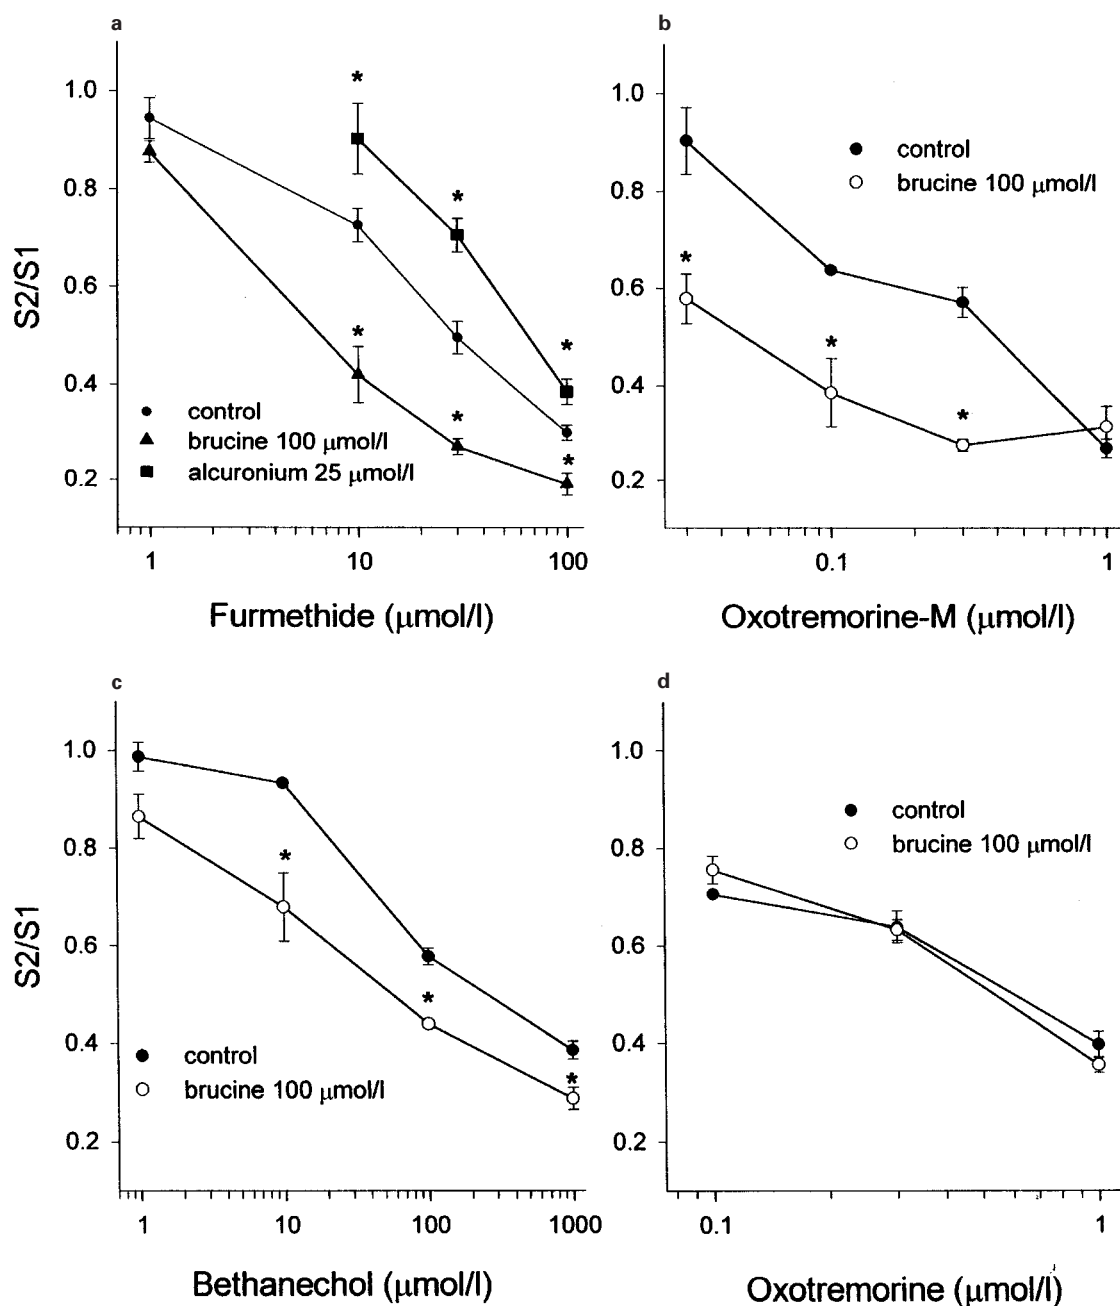 a
1.0
0.8
0.6
0.4
0.2
S2/S1
*
*
*
*
*
*
control
brucine 100 μmol/l
alcuronium 25 μmol/l
1
10
100
Furmethide (μmol/l)
b
1.0
0.8
0.6
0.4
0.2
control
brucine 100 μmol/l
*
*
*
0.1
1
Oxotremorine-M (μmol/l)
c
1.0
0.8
0.6
0.4
0.2
S2/S1
*
*
*
control
brucine 100 μmol/l
1
10
100
1000
Bethanechol (μmol/l)
d
1.0
0.8
0.6
0.4
0.2
control
brucine 100 μmol/l
0.1
1
Oxotremorine (μmol/l)